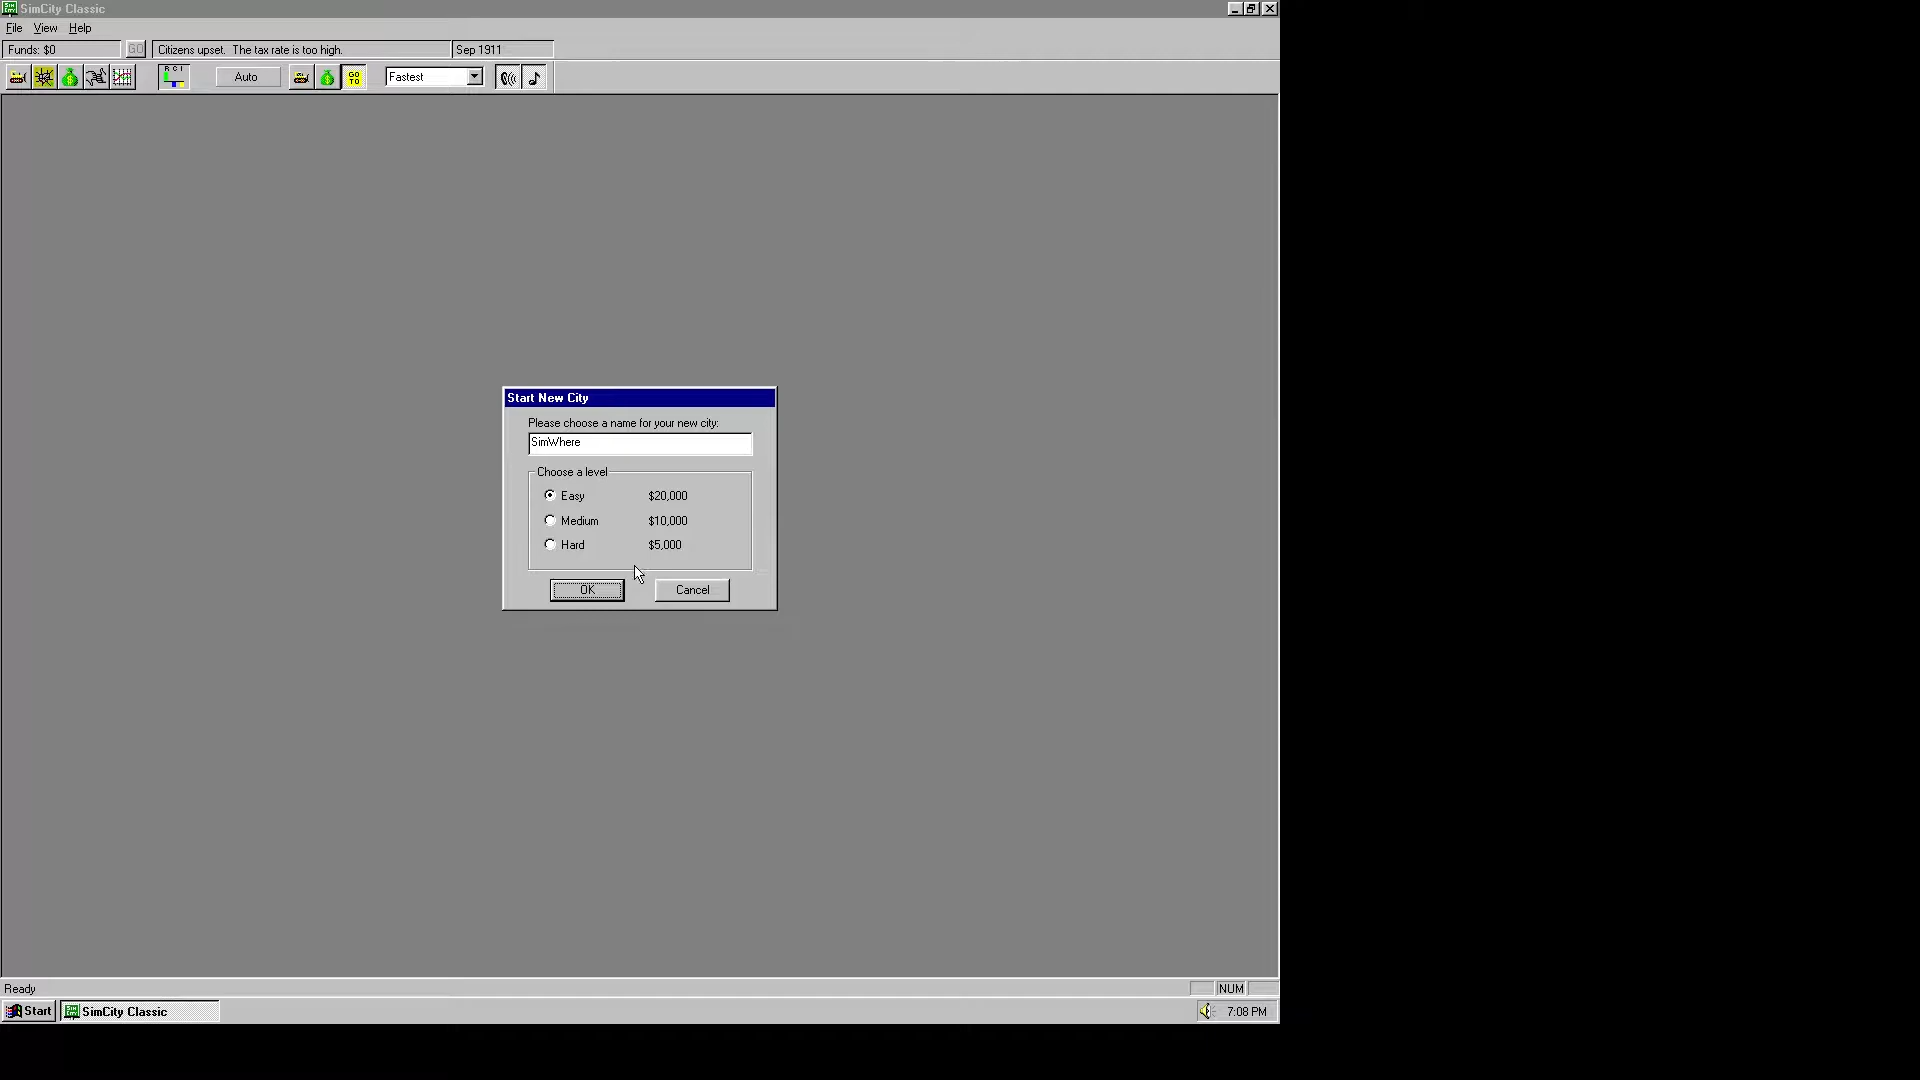 SimCity Classic
File View Help
Funds: $0 GO Citizens upset. The tax rate is too high. Sep 1911
R C I Auto GO TO Fastest
Start New City
Please choose a name for your new city:
SimWhere
Choose a level
Easy $20,000
Medium $10,000
Hard $5,000
OK Cancel
Ready NUM
Start SimCity Classic 7:08 PM